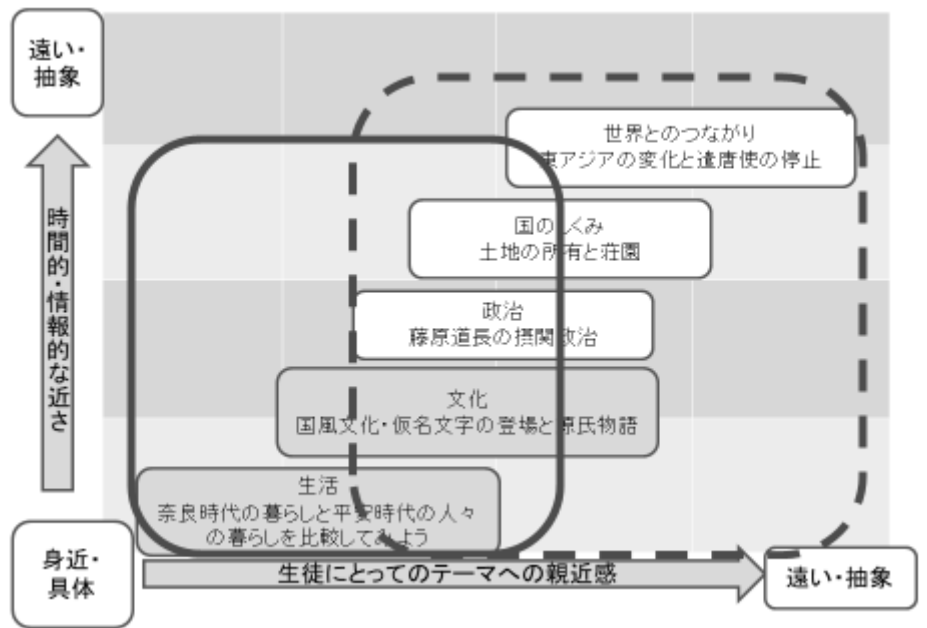 遠い・
抽象
世界とのつながり
東アジアの変化と遣唐使の停止
国のしくみ
土地の所有と荘園
政治
藤原道長の摂関政治
文化
国風文化・仮名文字の登場と源氏物語
生活
奈良時代の暮らしと平安時代の人々
の暮らしを比較してみよう
時間的・情報的な近さ
身近・
具体
生徒にとってのテーマへの親近感
遠い・抽象